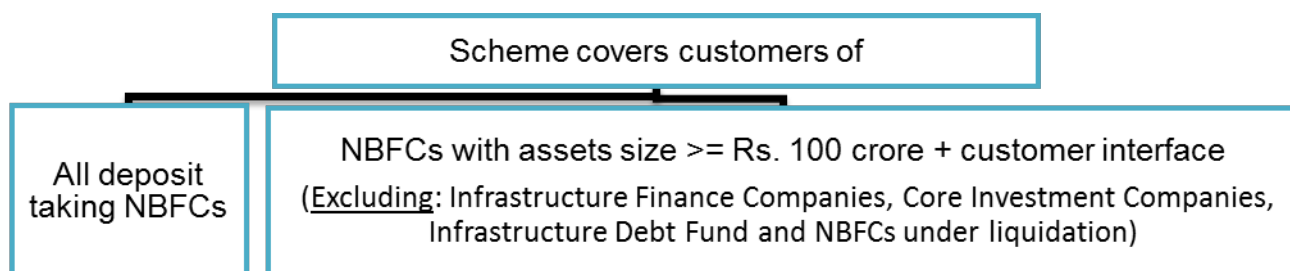 Scheme covers customers of
All deposit
taking NBFCs
NBFCs with assets size >= Rs. 100 crore + customer interface
(Excluding: Infrastructure Finance Companies, Core Investment Companies,
Infrastructure Debt Fund and NBFCs under liquidation)